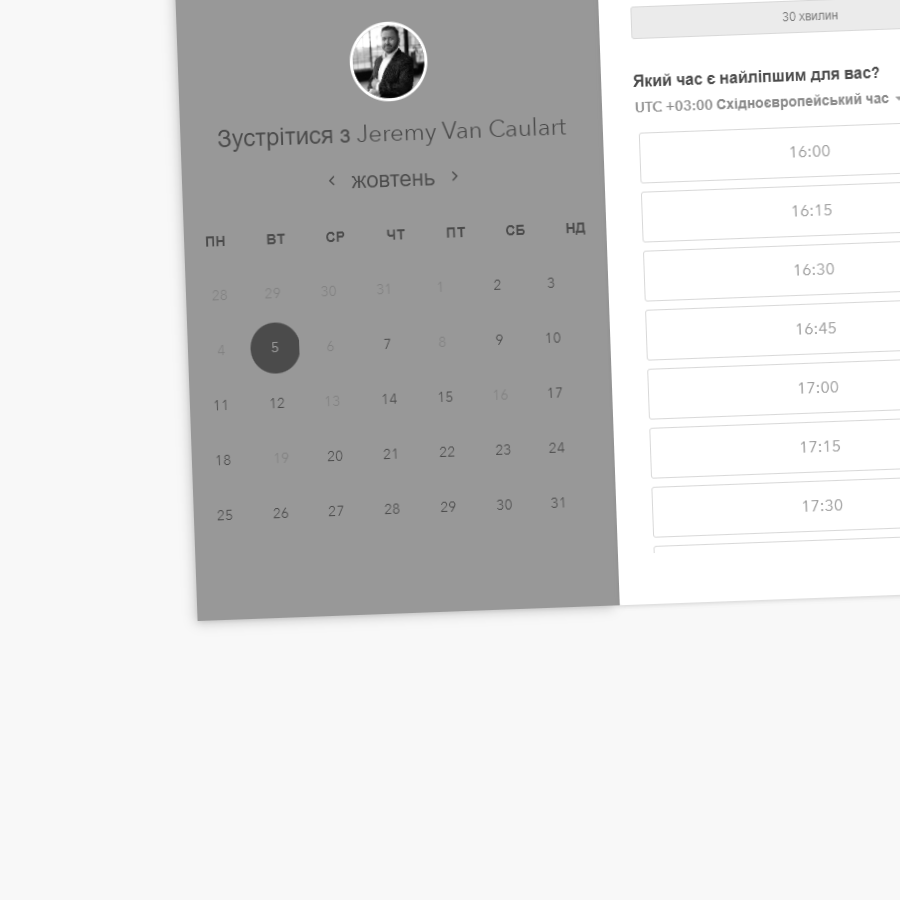 Зустрітися з Jeremy Van Caulart
‹ жовтень ›
ПН ВТ СР ЧТ ПТ СБ НД
28 29 30 31 1 2 3
4 5 6 7 8 9 10
11 12 13 14 15 16 17
18 19 20 21 22 23 24
25 26 27 28 29 30 31
30 хвилин
Який час є найліпшим для вас?
UTC +03:00 Східноєвропейський час
16:00
16:15
16:30
16:45
17:00
17:15
17:30